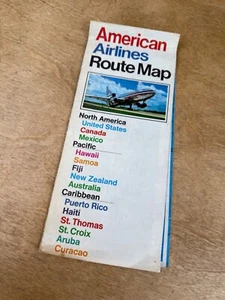 American
Airlines
Route Map
North America
United States
Canada
Mexico
Pacific
Hawaii
Samoa
Fiji
New Zealand
Australia
Caribbean
Puerto Rico
Haiti
St. Thomas
St. Croix
Aruba
Curacao